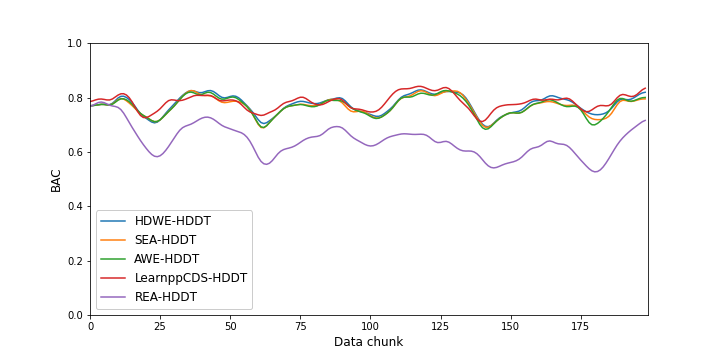 1.0
0.8
0.6
0.4
0.2
0.0
BAC
HDWE-HDDT
SEA-HDDT
AWE-HDDT
LearnppCDS-HDDT
REA-HDDT
0 25 50 75 100 125 150 175
Data chunk